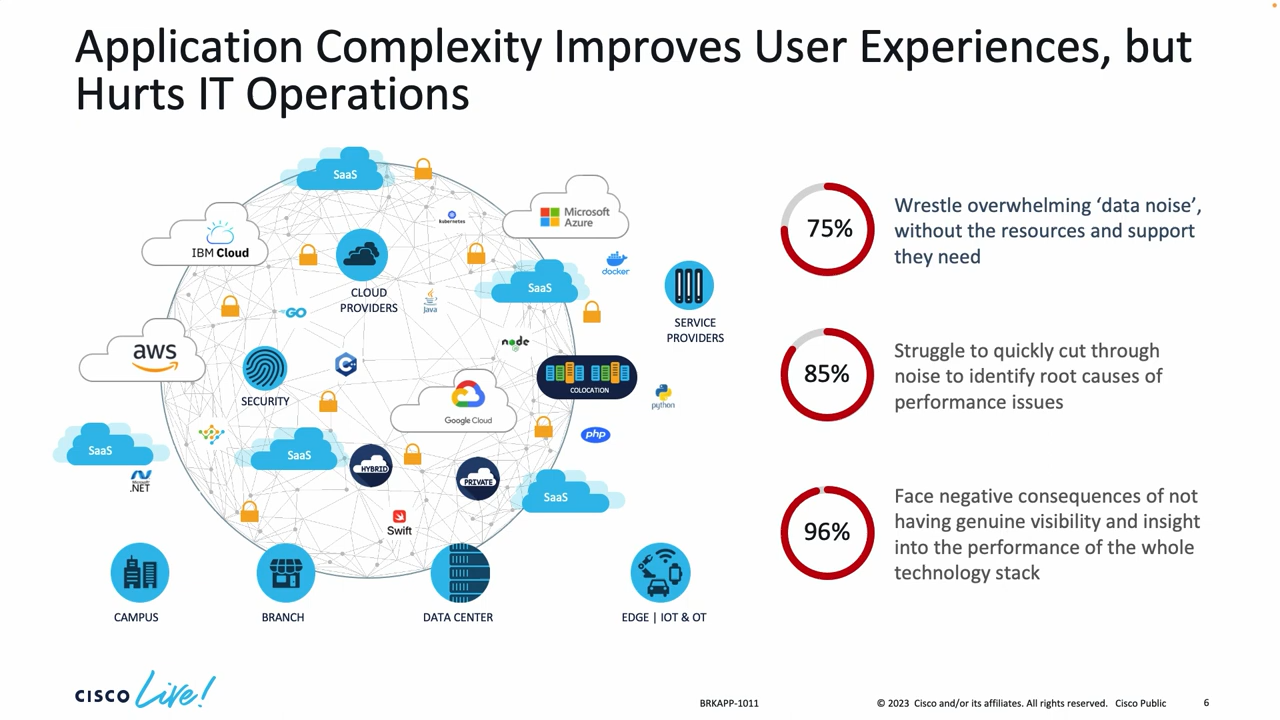 Application Complexity Improves User Experiences, but
Hurts IT Operations
SaaS
kubernetes
Microsoft
Azure
IBM Cloud
docker
CLOUD
PROVIDERS
SaaS
GO
Java
SERVICE
PROVIDERS
node
aws
C++
SECURITY
COLOCATION
python
Google Cloud
php
SaaS
SaaS
HYBRID
PRIVATE
SaaS
Microsoft
.NET
Swift
CAMPUS
BRANCH
DATA CENTER
EDGE | IOT & OT
75%
Wrestle overwhelming ‘data noise’,
without the resources and support
they need
85%
Struggle to quickly cut through
noise to identify root causes of
performance issues
96%
Face negative consequences of not
having genuine visibility and insight
into the performance of the whole
technology stack
CISCO Live!
BRKAPP-1011
© 2023 Cisco and/or its affiliates. All rights reserved. Cisco Public
6